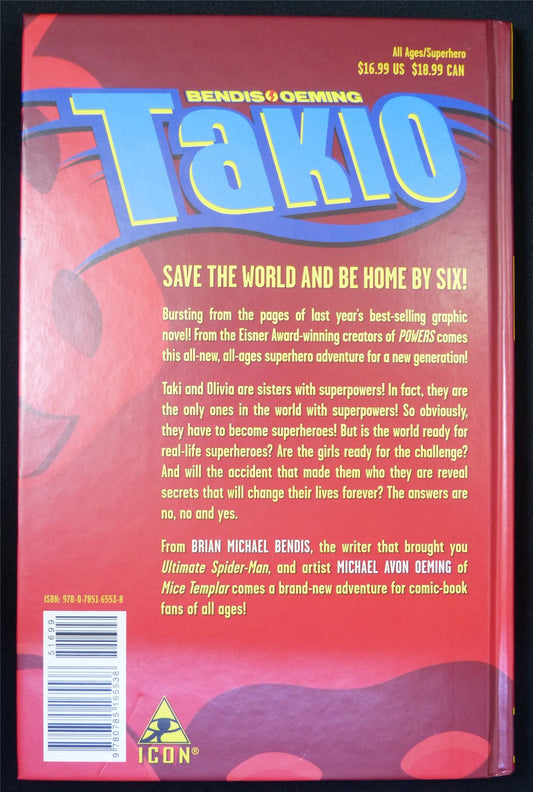 All Ages/Superhero
$16.99 US $18.99 CAN
BENDIS OEMING
TAKIO
SAVE THE WORLD AND BE HOME BY SIX!
Bursting from the pages of last year's best-selling graphic
novel! From the Eisner Award-winning creators of POWERS comes
this all-new, all-ages superhero adventure for a new generation!
Taki and Olivia are sisters with superpowers! In fact, they are
the only ones in the world with superpowers! So obviously,
they have to become superheroes! But is the world ready for
real-life superheroes? Are the girls ready for the challenge?
And will the accident that made them who they are reveal
secrets that will change their lives forever? The answers are
no, no and yes.
From BRIAN MICHAEL BENDIS, the writer that brought you
Ultimate Spider-Man, and artist MICHAEL AVON OEMING of
Mice Templar comes a brand-new adventure for comic-book
fans of all ages!
ISBN: 978-0-7851-6553-8
51699
9780785165538
ICON®